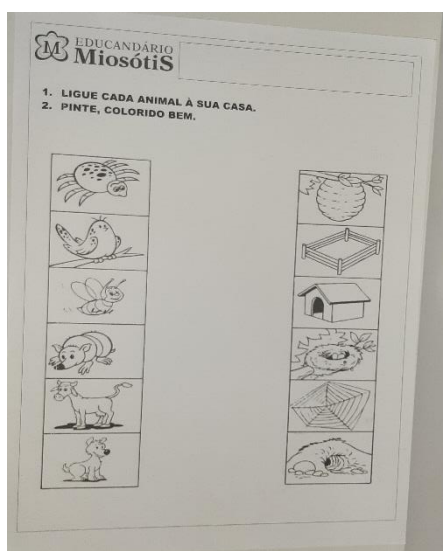 M
EDUCANDÁRIO
MiosótiS
1. LIGUE CADA ANIMAL À SUA CASA.
2. PINTE, COLORIDO BEM.